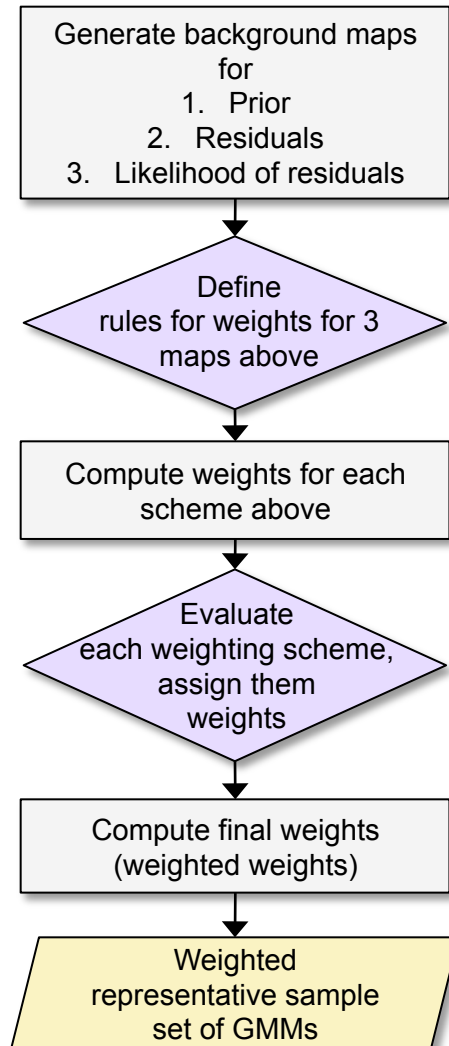 Generate background maps
for
1. Prior
2. Residuals
3. Likelihood of residuals
Define
rules for weights for 3
maps above
Compute weights for each
scheme above
Evaluate
each weighting scheme,
assign them
weights
Compute final weights
(weighted weights)
Weighted
representative sample
set of GMMs